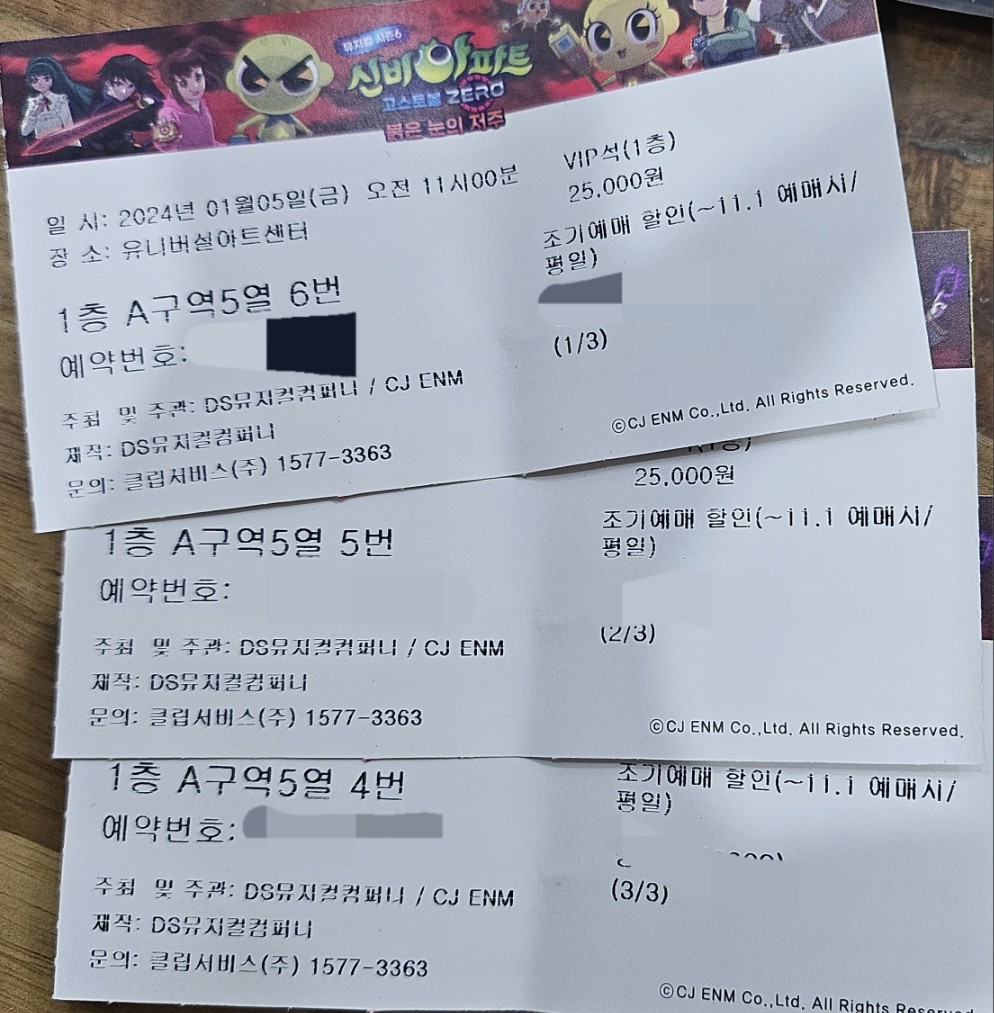 뮤지컬 시즌6
신비아파트
고스트볼 ZERO
붉은 눈의 저주
일 시: 2024년 01월05일(금) 오전 11시00분
장 소: 유니버설아트센터
1층 A구역5열 6번
예약번호:
주최 및 주관: DS뮤지컬컴퍼니 / CJ ENM
제작: DS뮤지컬컴퍼니
문의: 클립서비스(주) 1577-3363
VIP석(1층)
25,000원
조기예매 할인(~11.1 예매시/
평일)
(1/3)
ⓒCJ ENM Co.,Ltd. All Rights Reserved.
1층 A구역5열 5번
예약번호:
주최 및 주관: DS뮤지컬컴퍼니 / CJ ENM
제작: DS뮤지컬컴퍼니
문의: 클립서비스(주) 1577-3363
25,000원
조기예매 할인(~11.1 예매시/
평일)
(2/3)
ⓒCJ ENM Co.,Ltd. All Rights Reserved.
1층 A구역5열 4번
예약번호:
주최 및 주관: DS뮤지컬컴퍼니 / CJ ENM
제작: DS뮤지컬컴퍼니
문의: 클립서비스(주) 1577-3363
조기예매 할인(~11.1 예매시/
평일)
(3/3)
ⓒCJ ENM Co.,Ltd. All Rights Reserved.